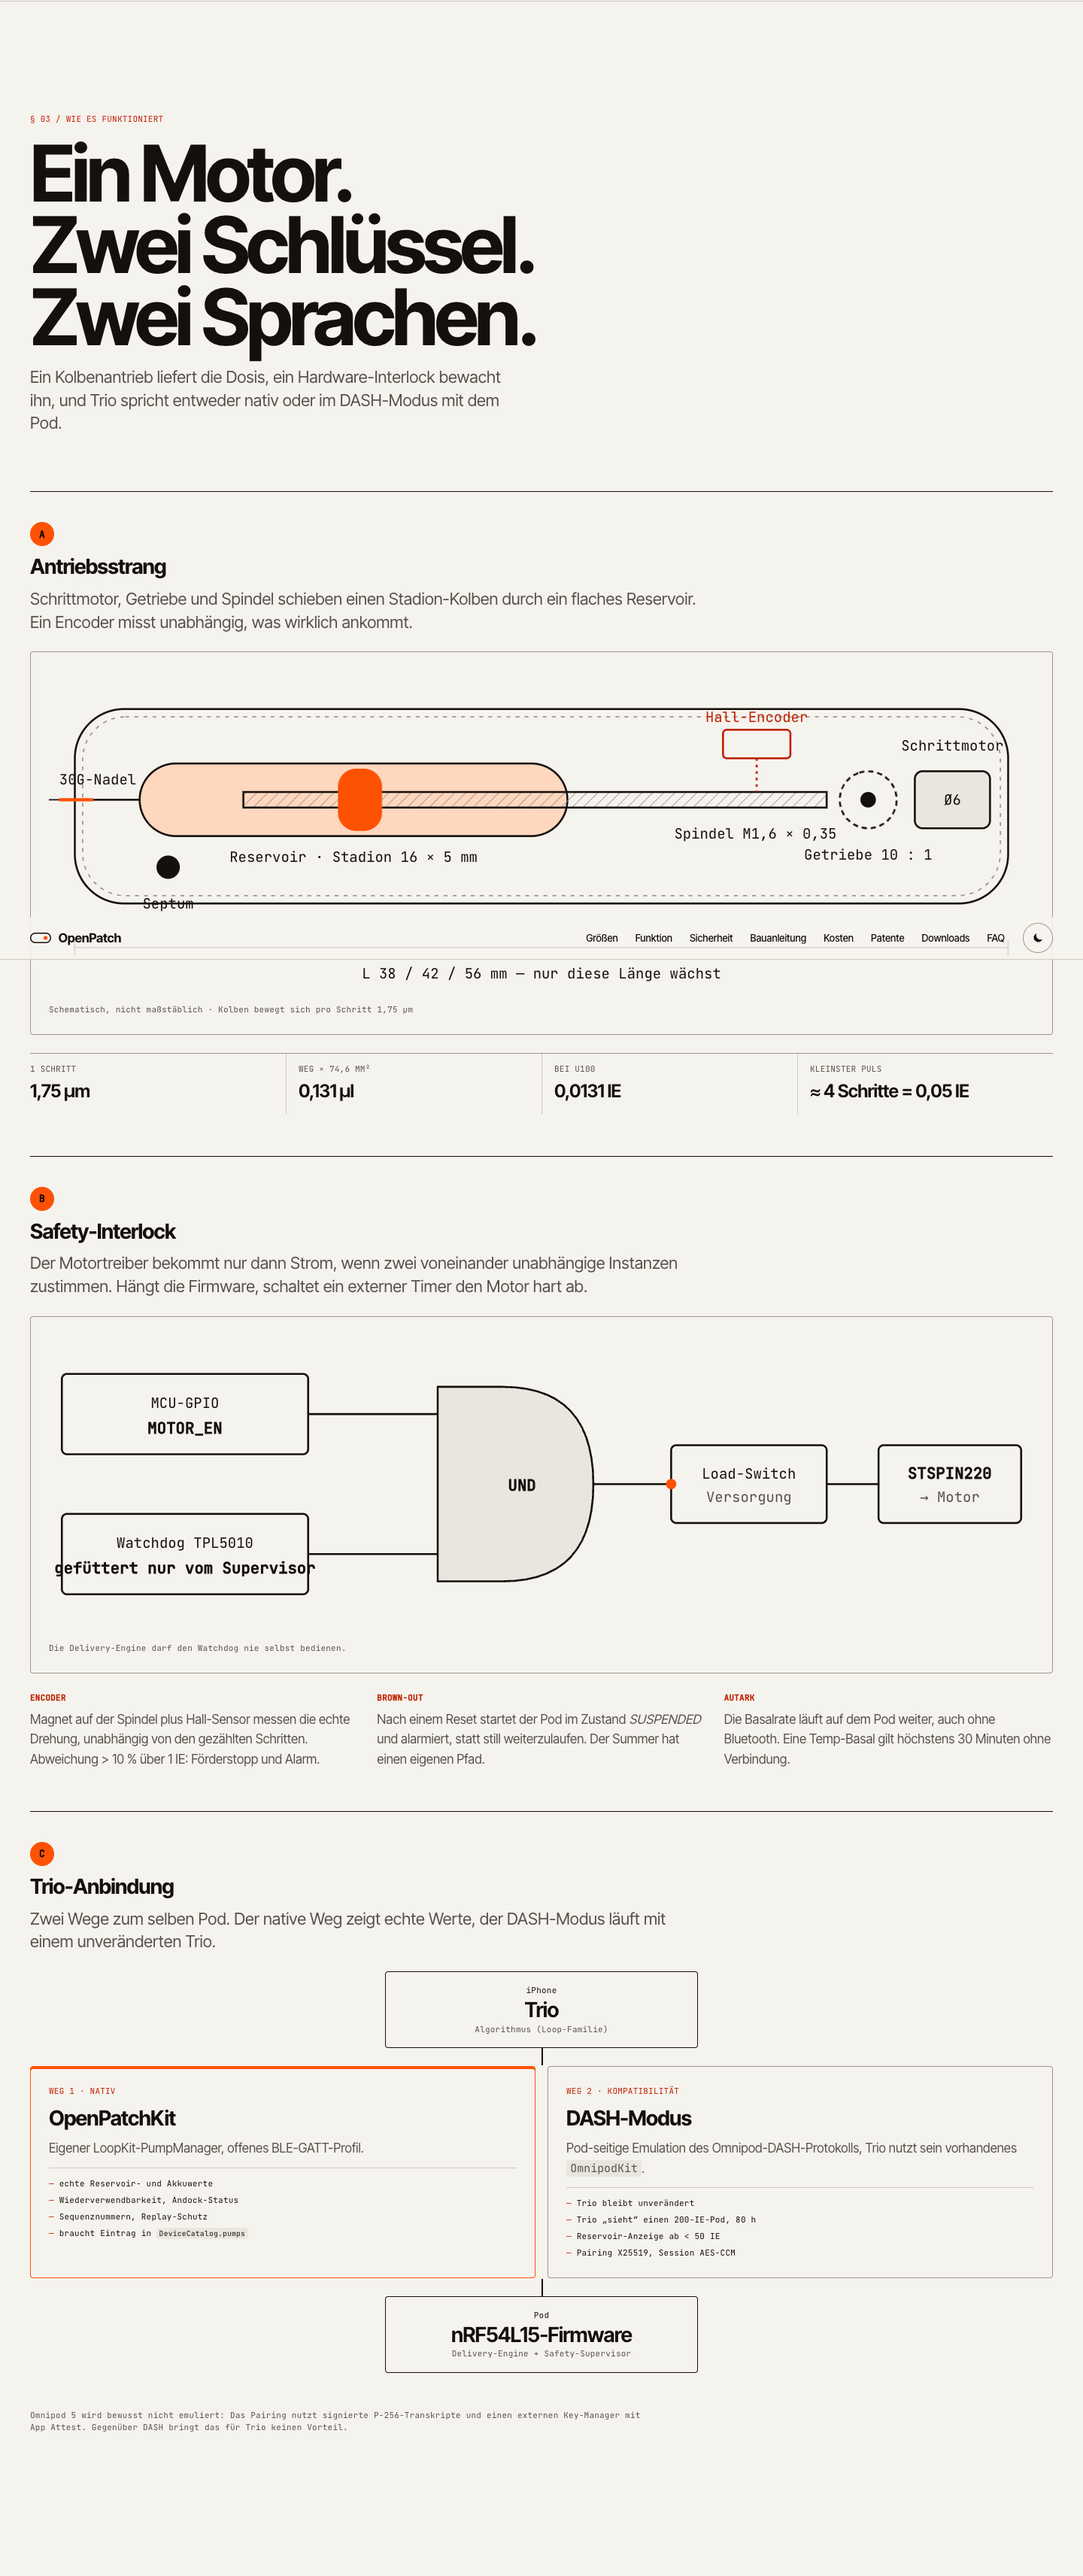 § 03 / WIE ES FUNKTIONIERT
Ein Motor.
Zwei Schlüssel.
Zwei Sprachen.
Ein Kolbenantrieb liefert die Dosis, ein Hardware-Interlock bewacht
ihn, und Trio spricht entweder nativ oder im DASH-Modus mit dem
Pod.
A
Antriebsstrang
Schrittmotor, Getriebe und Spindel schieben einen Stadion-Kolben durch ein flaches Reservoir.
Ein Encoder misst unabhängig, was wirklich ankommt.
Hall-Encoder
Schrittmotor
30G-Nadel
Ø6
Spindel M1,6 × 0,35
Reservoir · Stadion 16 × 5 mm
Getriebe 10 : 1
Septum
OpenPatch
Größen Funktion Sicherheit Bauanleitung Kosten Patente Downloads FAQ
L 38 / 42 / 56 mm — nur diese Länge wächst
Schematisch, nicht maßstäblich · Kolben bewegt sich pro Schritt 1,75 µm
1 SCHRITT
1,75 µm
WEG × 74,6 MM²
0,131 µl
BEI U100
0,0131 IE
KLEINSTER PULS
≈ 4 Schritte = 0,05 IE
B
Safety-Interlock
Der Motortreiber bekommt nur dann Strom, wenn zwei voneinander unabhängige Instanzen
zustimmen. Hängt die Firmware, schaltet ein externer Timer den Motor hart ab.
MCU-GPIO
MOTOR_EN
Watchdog TPL5010
gefüttert nur vom Supervisor
UND
Load-Switch
Versorgung
STSPIN220
→ Motor
Die Delivery-Engine darf den Watchdog nie selbst bedienen.
ENCODER
Magnet auf der Spindel plus Hall-Sensor messen die echte
Drehung, unabhängig von den gezählten Schritten.
Abweichung > 10 % über 1 IE: Förderstopp und Alarm.
BROWN-OUT
Nach einem Reset startet der Pod im Zustand SUSPENDED
und alarmiert, statt still weiterzulaufen. Der Summer hat
einen eigenen Pfad.
AUTARK
Die Basalrate läuft auf dem Pod weiter, auch ohne
Bluetooth. Eine Temp-Basal gilt höchstens 30 Minuten ohne
Verbindung.
C
Trio-Anbindung
Zwei Wege zum selben Pod. Der native Weg zeigt echte Werte, der DASH-Modus läuft mit
einem unveränderten Trio.
iPhone
Trio
Algorithmus (Loop-Familie)
WEG 1 · NATIV
OpenPatchKit
Eigener LoopKit-PumpManager, offenes BLE-GATT-Profil.
— echte Reservoir- und Akkuwerte
— Wiederverwendbarkeit, Andock-Status
— Sequenznummern, Replay-Schutz
— braucht Eintrag in DeviceCatalog.pumps
WEG 2 · KOMPATIBILITÄT
DASH-Modus
Pod-seitige Emulation des Omnipod-DASH-Protokolls, Trio nutzt sein vorhandenes
OmnipodKit.
— Trio bleibt unverändert
— Trio „sieht“ einen 200-IE-Pod, 80 h
— Reservoir-Anzeige ab < 50 IE
— Pairing X25519, Session AES-CCM
Pod
nRF54L15-Firmware
Delivery-Engine + Safety-Supervisor
Omnipod 5 wird bewusst nicht emuliert: Das Pairing nutzt signierte P-256-Transkripte und einen externen Key-Manager mit
App Attest. Gegenüber DASH bringt das für Trio keinen Vorteil.